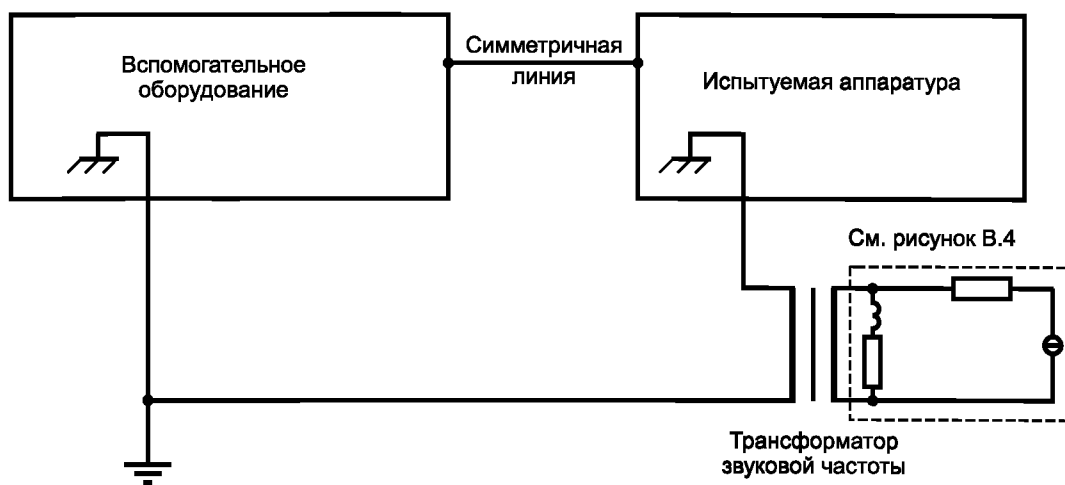 Вспомогательное
оборудование
Симметричная
линия
Испытуемая аппаратура
См. рисунок В.4
Трансформатор
звуковой частоты